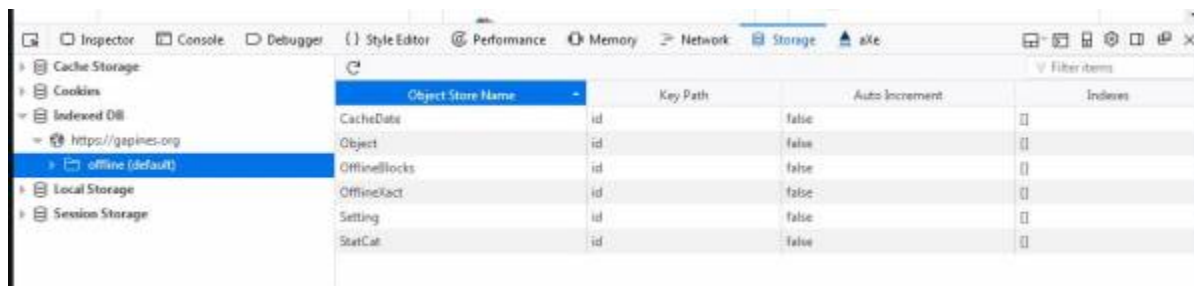 Inspector Console Debugger {} Style Editor Performance Memory Network Storage aXe
Cache Storage
Filter items
Cookies
Object Store Name Key Path Auto Increment Indexes
Indexed DB
CacheDate id false []
https://gapines.org
Object id false []
offline (default)
OfflineBlocks id false []
Local Storage
OfflineXact id false []
Session Storage
Setting id false []
StatCat id false []